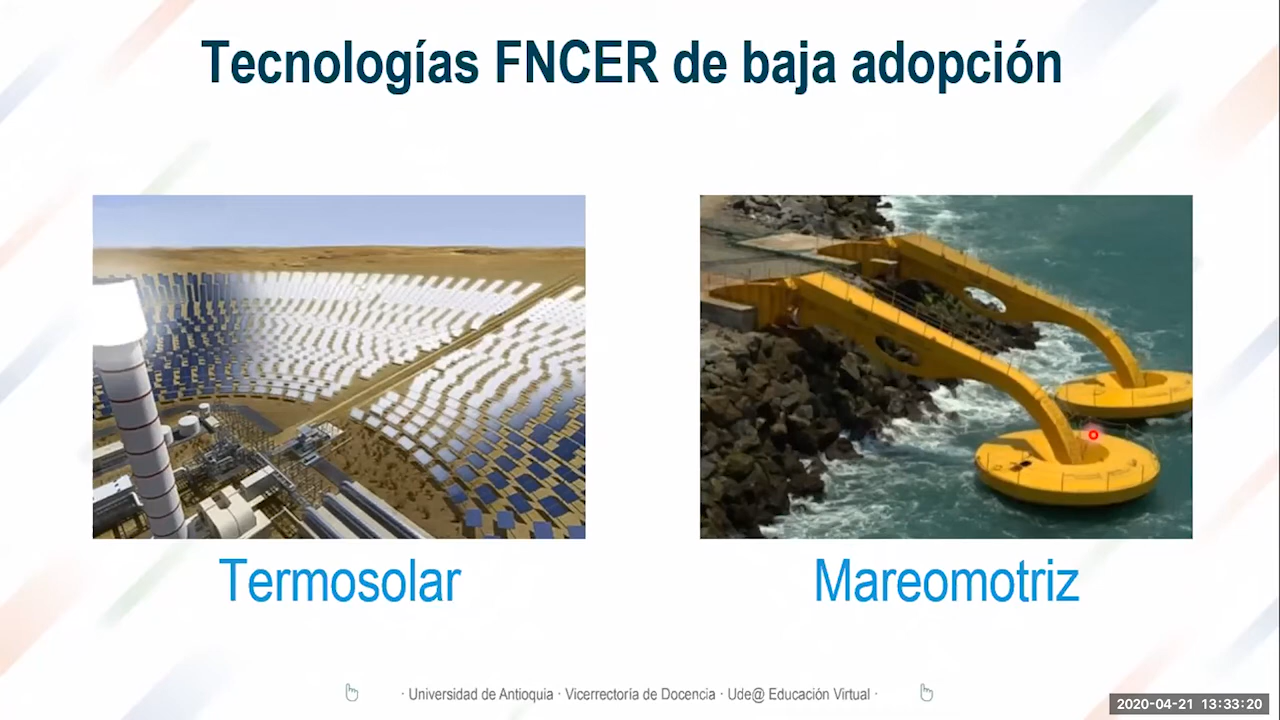 Tecnologías FNCER de baja adopción
Termosolar
Mareomotriz
· Universidad de Antioquia · Vicerrectoría de Docencia · Ude@ Educación Virtual ·
2020-04-21 13:33:20